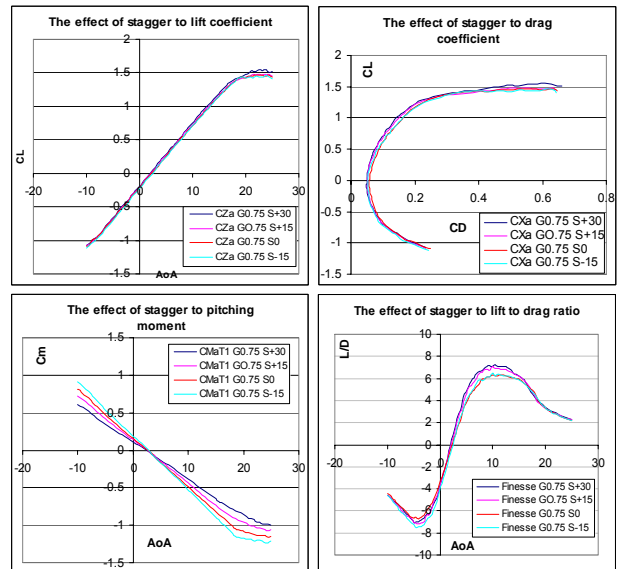 The effect of stagger to lift coefficient
2
1.5
1
0.5
0
-0.5
-1
-1.5
-20
-10
0
10
20
30
CL
AoA
CZa G0.75 S+30
CZa GO.75 S+15
CZa G0.75 S0
CZa G0.75 S-15
The effect of stagger to drag
coefficient
2
1.5
1
0.5
0
-0.5
-1
-1.5
0
0.2
0.4
0.6
0.8
CL
CD
CXa G0.75 S+30
CXa GO.75 S+15
CXa G0.75 S0
CXa G0.75 S-15
The effect of stagger to pitching
moment
1.5
1
0.5
0
-0.5
-1
-1.5
-20
-10
0
10
20
30
Cm
AoA
CMaT1 G0.75 S+30
CMaT1 GO.75 S+15
CMaT1 G0.75 S0
CMaT1 G0.75 S-15
The effect of stagger to lift to drag ratio
10
8
6
4
2
0
-2
-4
-6
-8
-10
-20
-10
0
10
20
30
L/D
AoA
Finesse G0.75 S+30
Finesse GO.75 S+15
Finesse G0.75 S0
Finesse G0.75 S-15